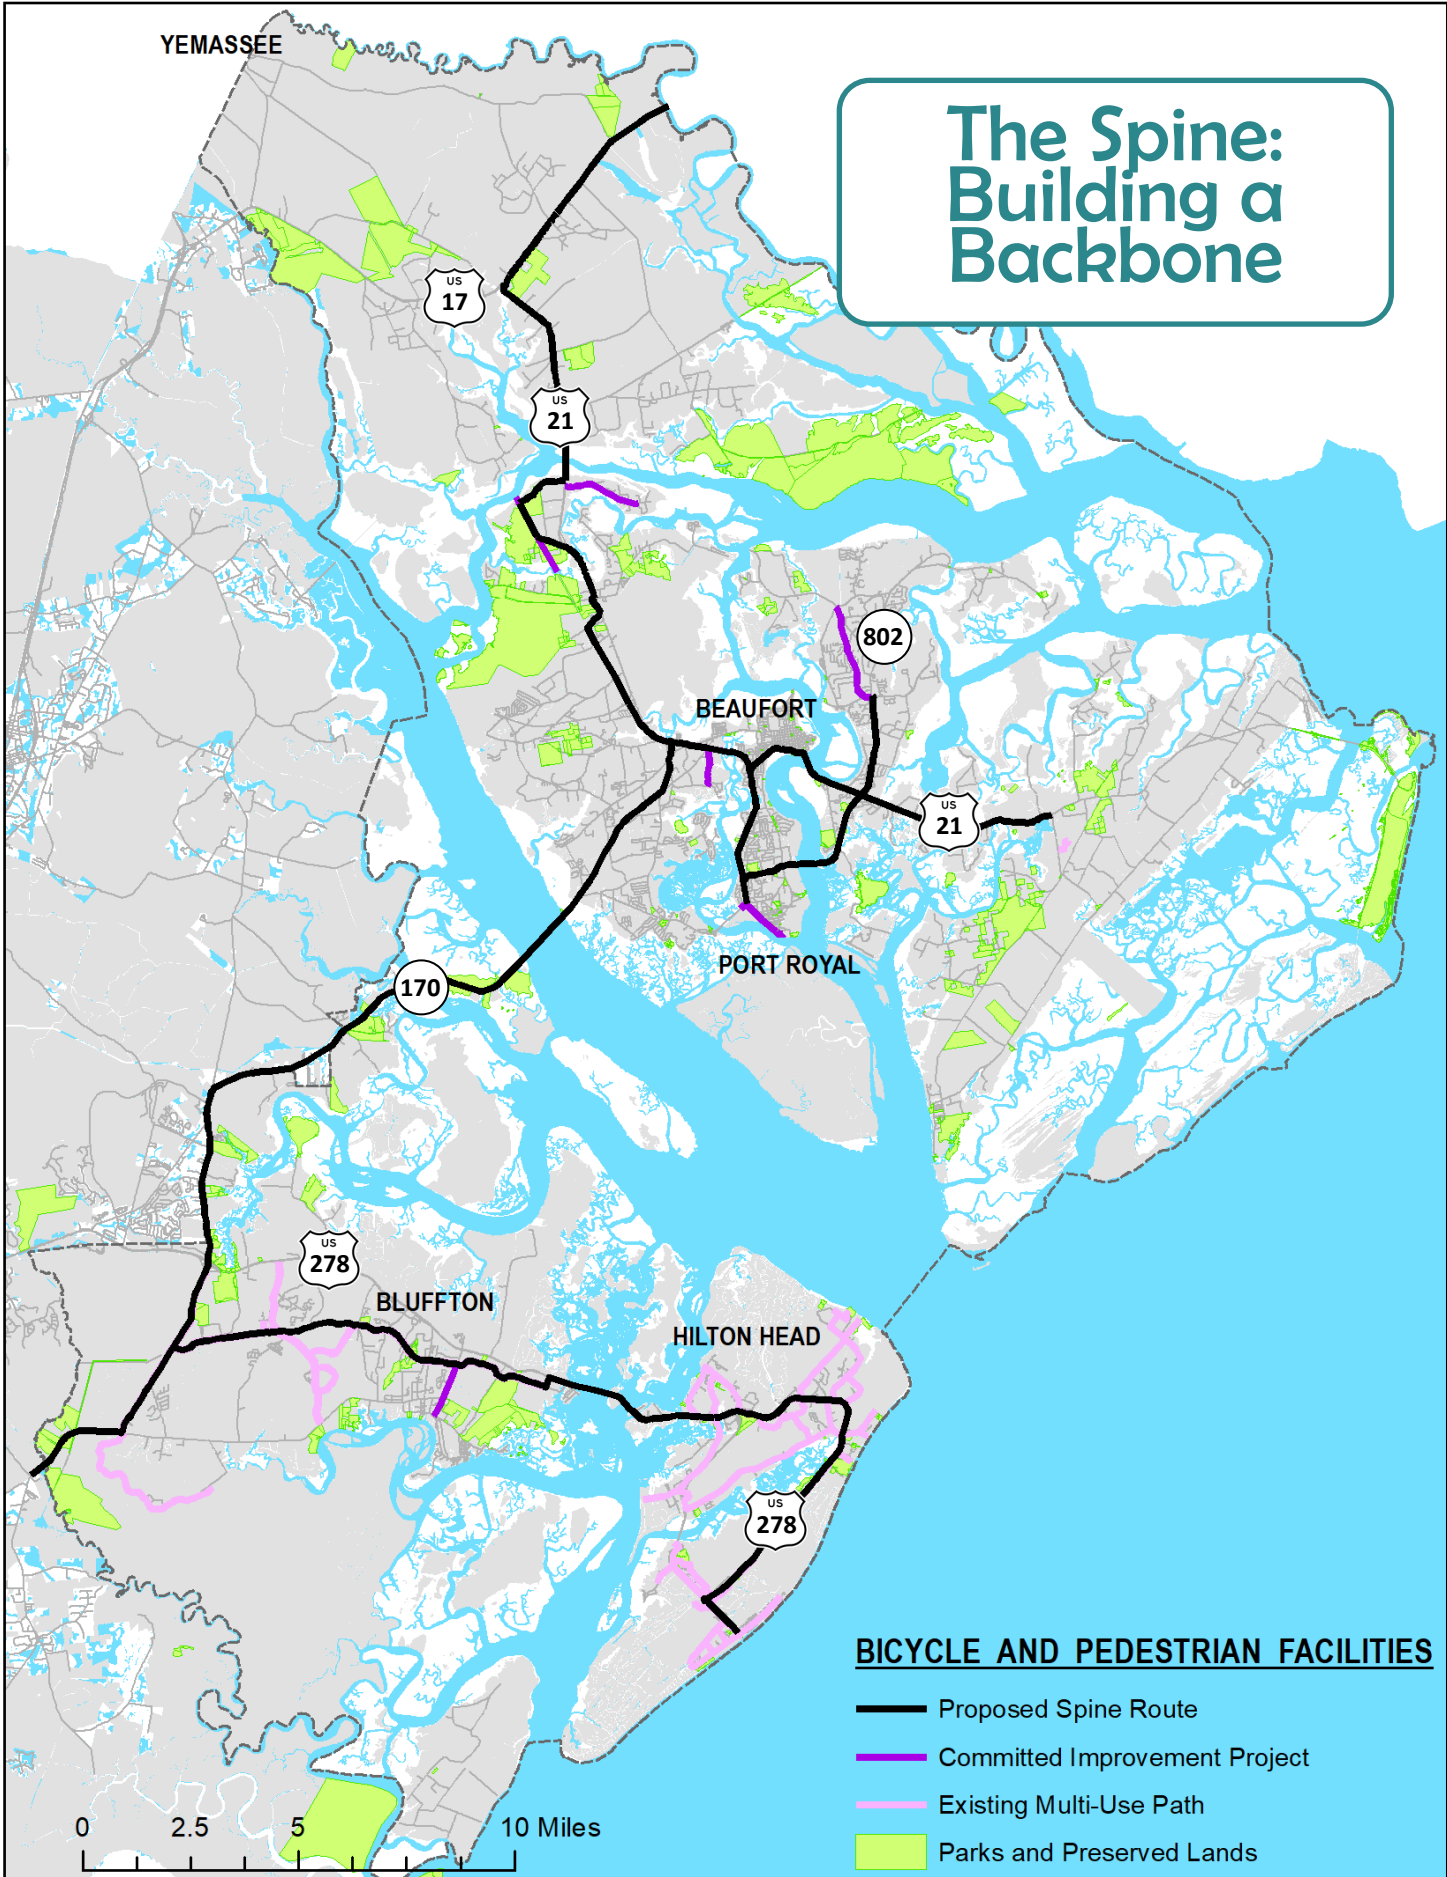 YEMASSEE
The Spine:
Building a
Backbone
US
17
US
21
802
BEAUFORT
US
21
PORT ROYAL
170
US
278
BLUFFTON
HILTON HEAD
US
278
BICYCLE AND PEDESTRIAN FACILITIES
Proposed Spine Route
Committed Improvement Project
Existing Multi-Use Path
Parks and Preserved Lands
0 2.5 5 10 Miles